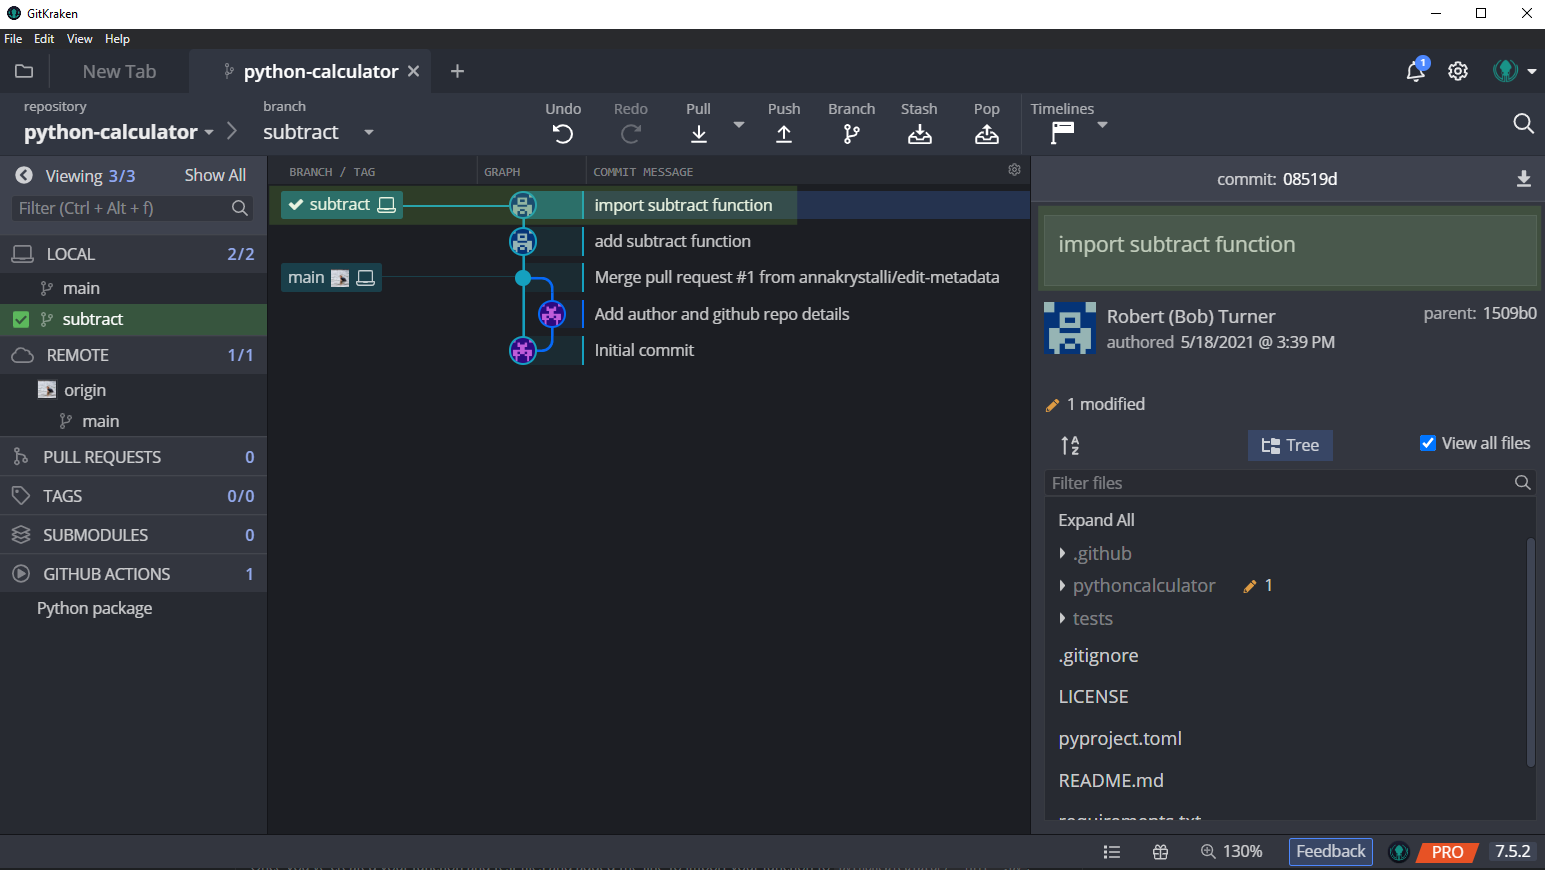 GitKraken
File Edit View Help
New Tab python-calculator
1
repository branch Undo Redo Pull Push Branch Stash Pop Timelines
python-calculator subtract
Viewing 3/3 Show All
Filter (Ctrl + Alt + f)
LOCAL 2/2
main
subtract
REMOTE 1/1
origin
main
PULL REQUESTS 0
TAGS 0/0
SUBMODULES 0
GITHUB ACTIONS 1
Python package
BRANCH / TAG GRAPH COMMIT MESSAGE
subtract import subtract function
add subtract function
main Merge pull request #1 from annakrystalli/edit-metadata
Add author and github repo details
Initial commit
commit: 08519d
import subtract function
Robert (Bob) Turner parent: 1509b0
authored 5/18/2021 @ 3:39 PM
1 modified
A Z Tree View all files
Filter files
Expand All
.github
pythoncalculator 1
tests
.gitignore
LICENSE
pyproject.toml
README.md
requirements.txt
130% Feedback PRO 7.5.2